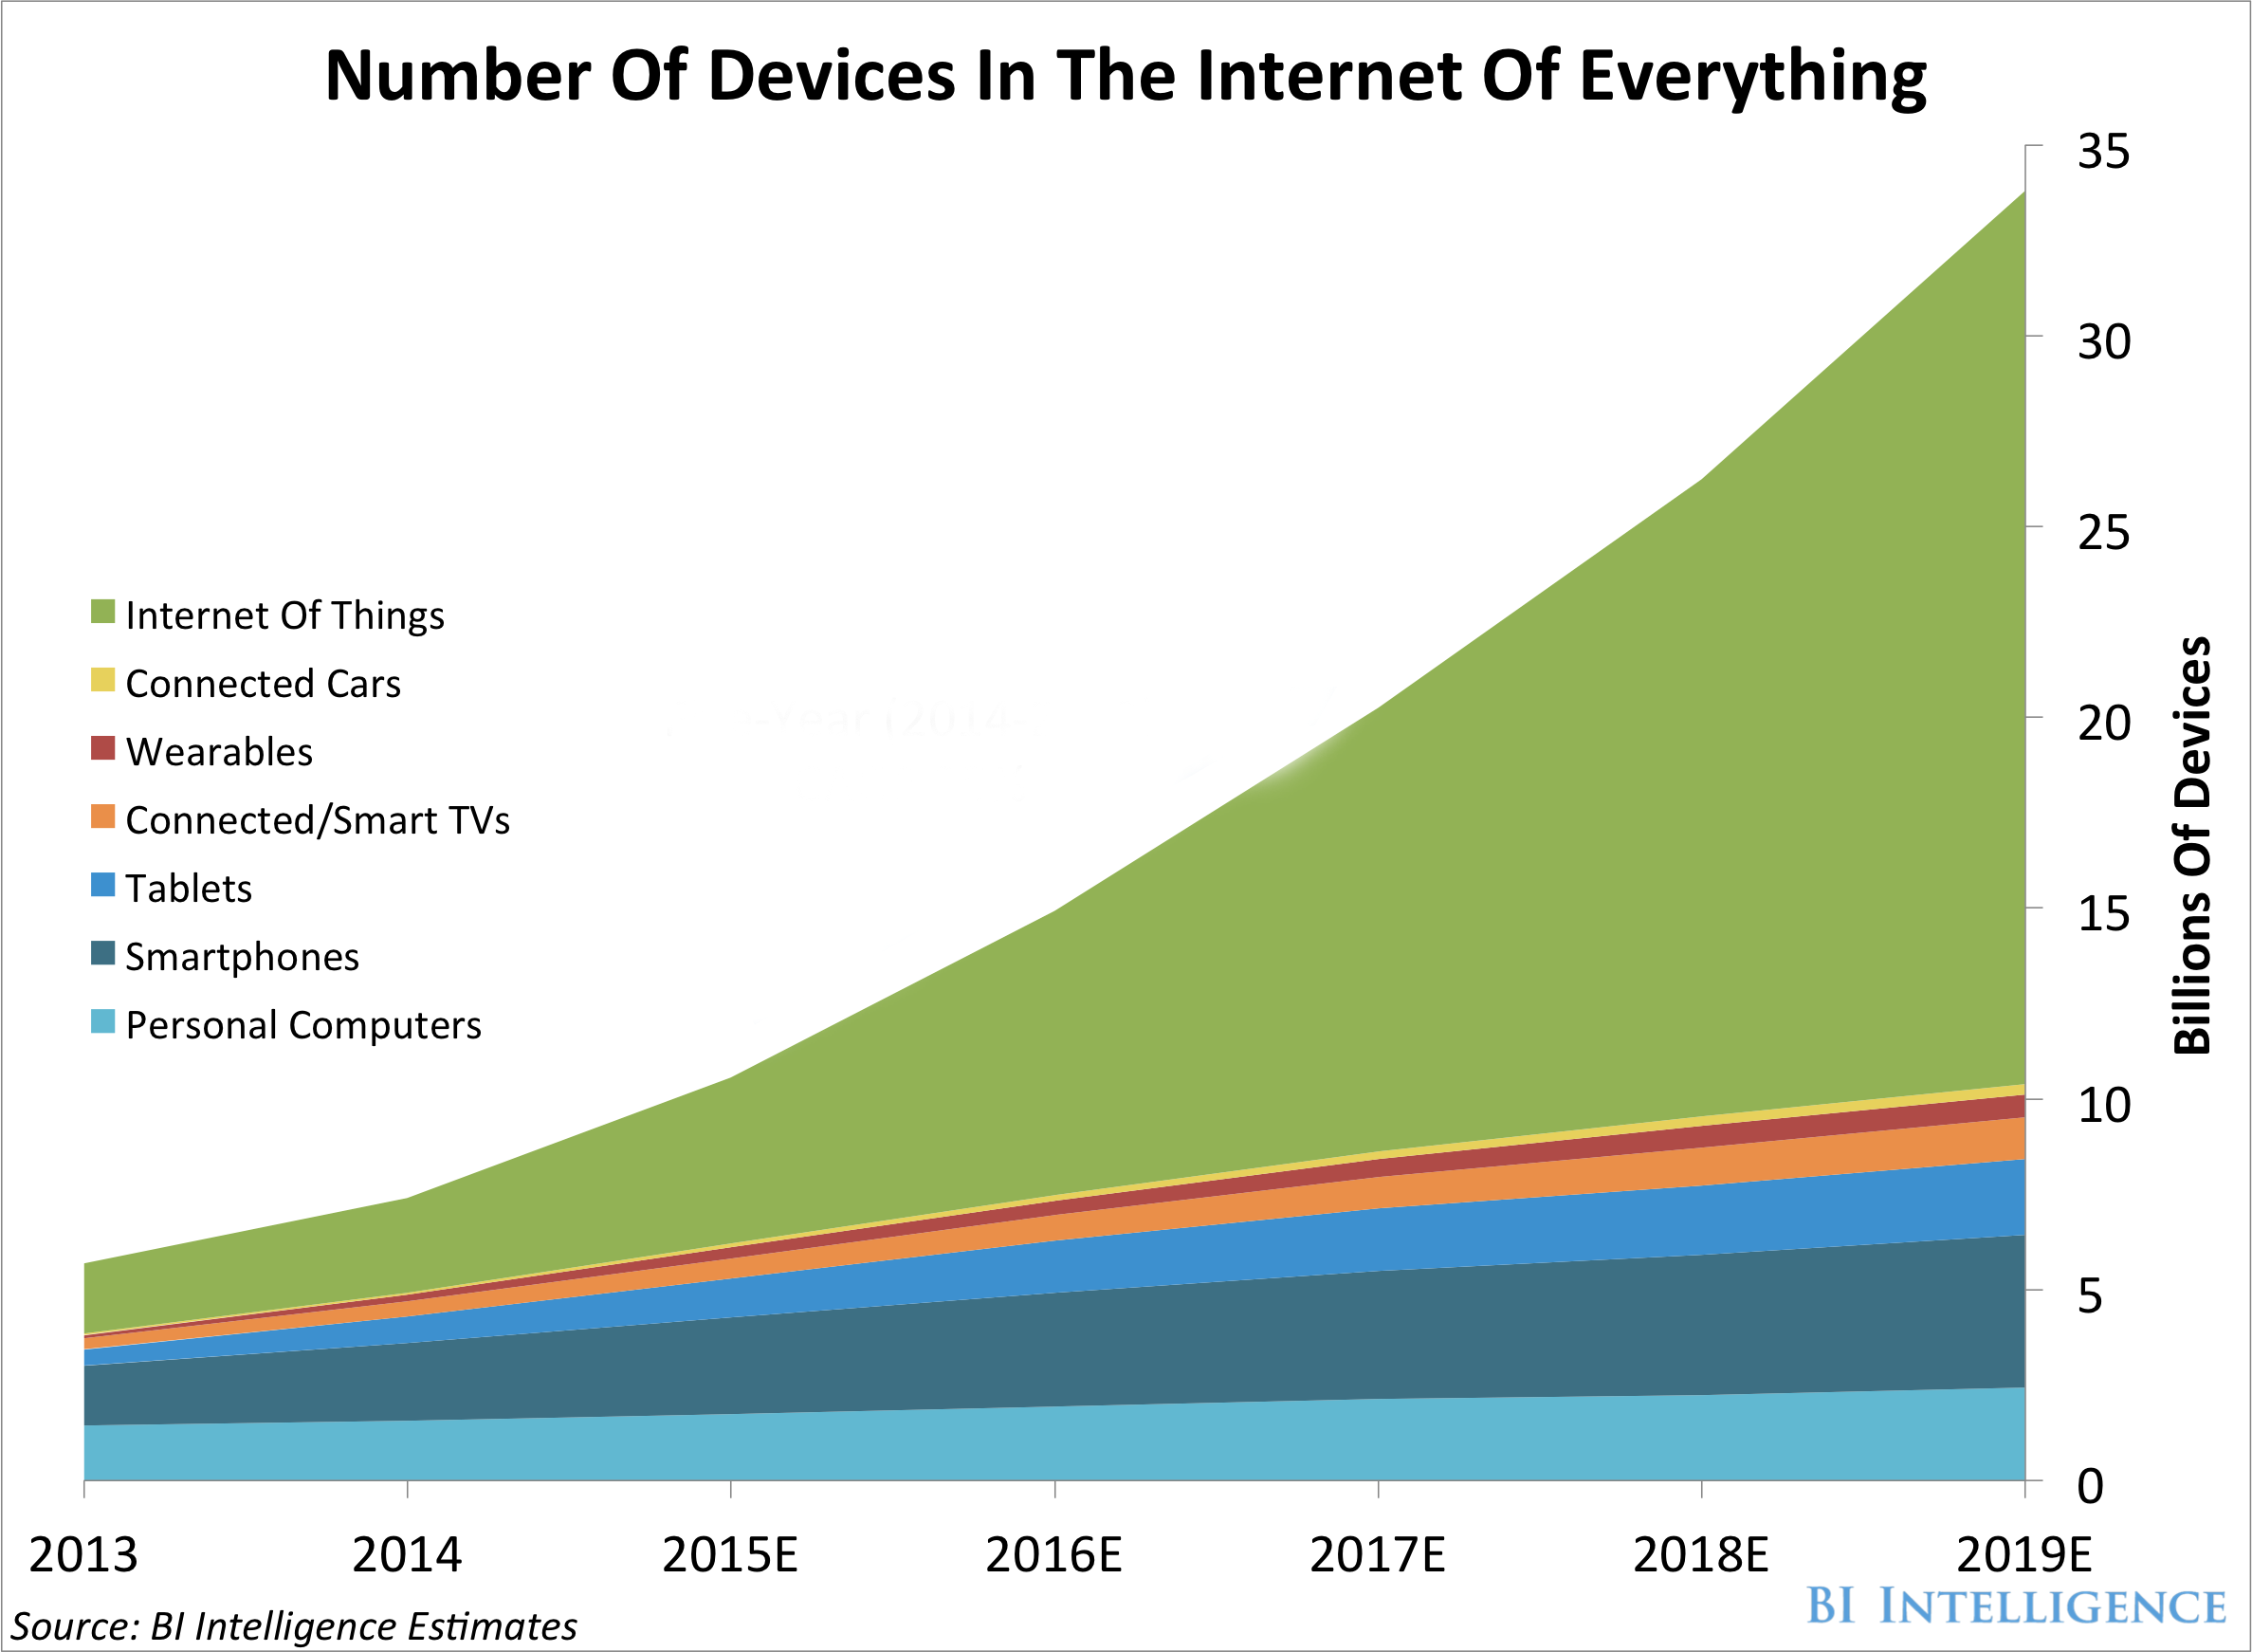 Number Of Devices In The Internet Of Everything
35
30
25
20
15
10
5
0
Billions Of Devices
Internet Of Things
Connected Cars
Wearables
Connected/Smart TVs
Tablets
Smartphones
Personal Computers
2013 2014 2015E 2016E 2017E 2018E 2019E
BI INTELLIGENCE
Source: BI Intelligence Estimates